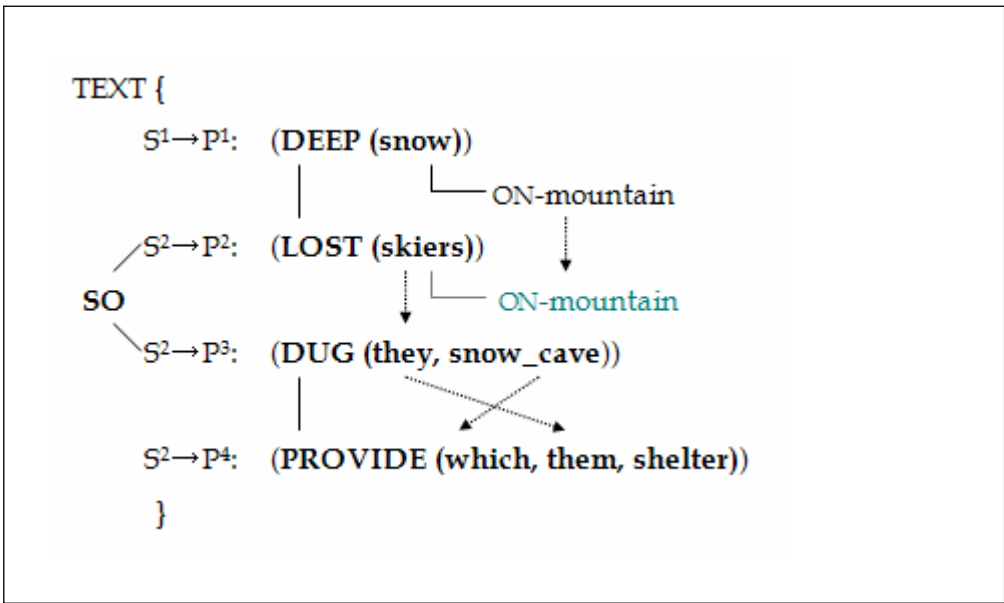 TEXT {
S¹→P¹: (DEEP (snow))
ON-mountain
S²→P²: (LOST (skiers))
SO
ON-mountain
S²→P³: (DUG (they, snow_cave))
S²→P⁴: (PROVIDE (which, them, shelter))
}